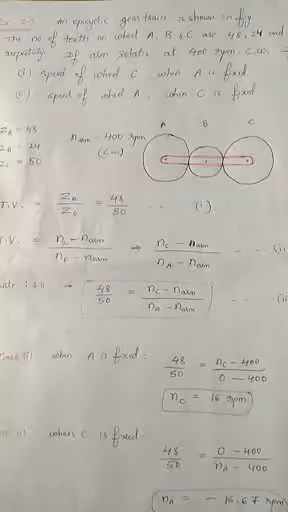 An epicyclic gear train is shown in fig.
The no of teeth on wheel A, B & C are 48, 24 and
If arm rotates at 400 rpm, c.w,
(i) speed of wheel C when A is fixed
(ii) speed of wheel A, when C is fixed
ZA = 48
ZB = 24
Zc = 50
narm = 400 rpm
(c.w)
A B C
T.V. = ZA / Zc = 48 / 50 -- (i)
T.V. = nL - narm / nF - narm ⇒ nc - narm / nA - narm
i & ii → 48 / 50 = nc - narm / nA - narm
when A is fixed : 48 / 50 = nc - 400 / 0 - 400
nc = 16 rpm
when C is fixed : 48 / 50 = 0 - 400 / nA - 400
nA = - 16.67 rpm